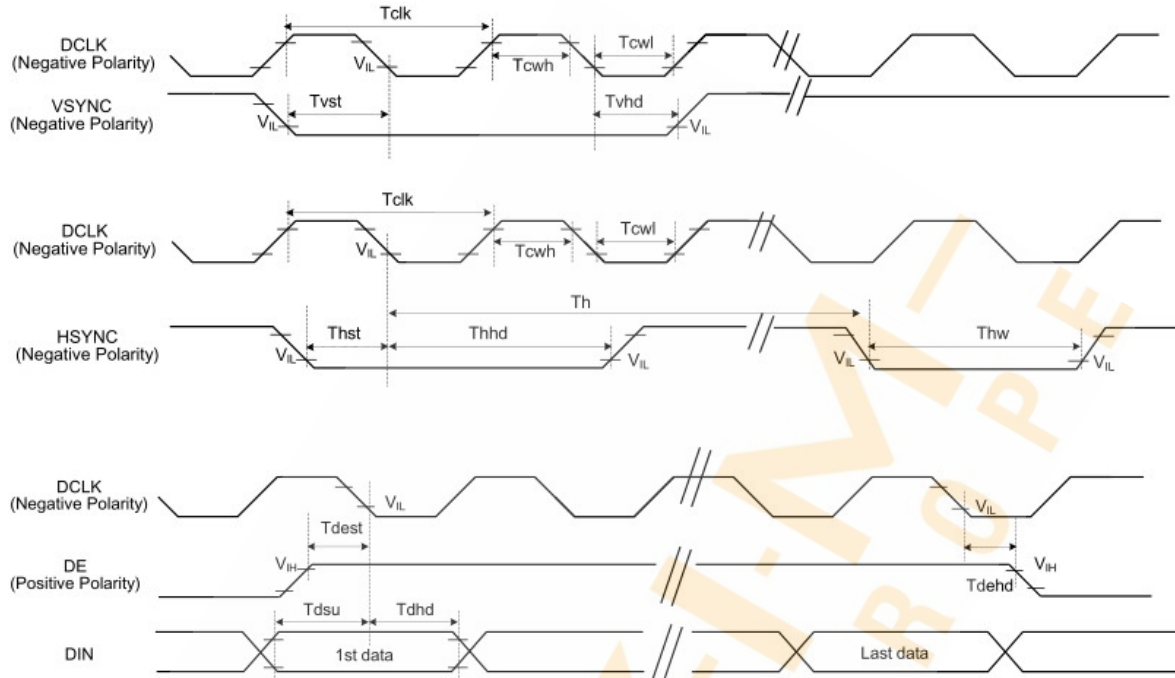 Tclk
DCLK
(Negative Polarity)
VIL
Tcwh
Tcwl
VSYNC
(Negative Polarity)
VIL
Tvst
Tvhd
VIL
Tclk
DCLK
(Negative Polarity)
VIL
Tcwh
Tcwl
Th
HSYNC
(Negative Polarity)
VIL
Thst
Thhd
VIL
VIL
Thw
VIL
DCLK
(Negative Polarity)
VIL
VIL
Tdest
DE
(Positive Polarity)
VIH
VIH
Tdehd
Tdsu
Tdhd
DIN
1st data
Last data